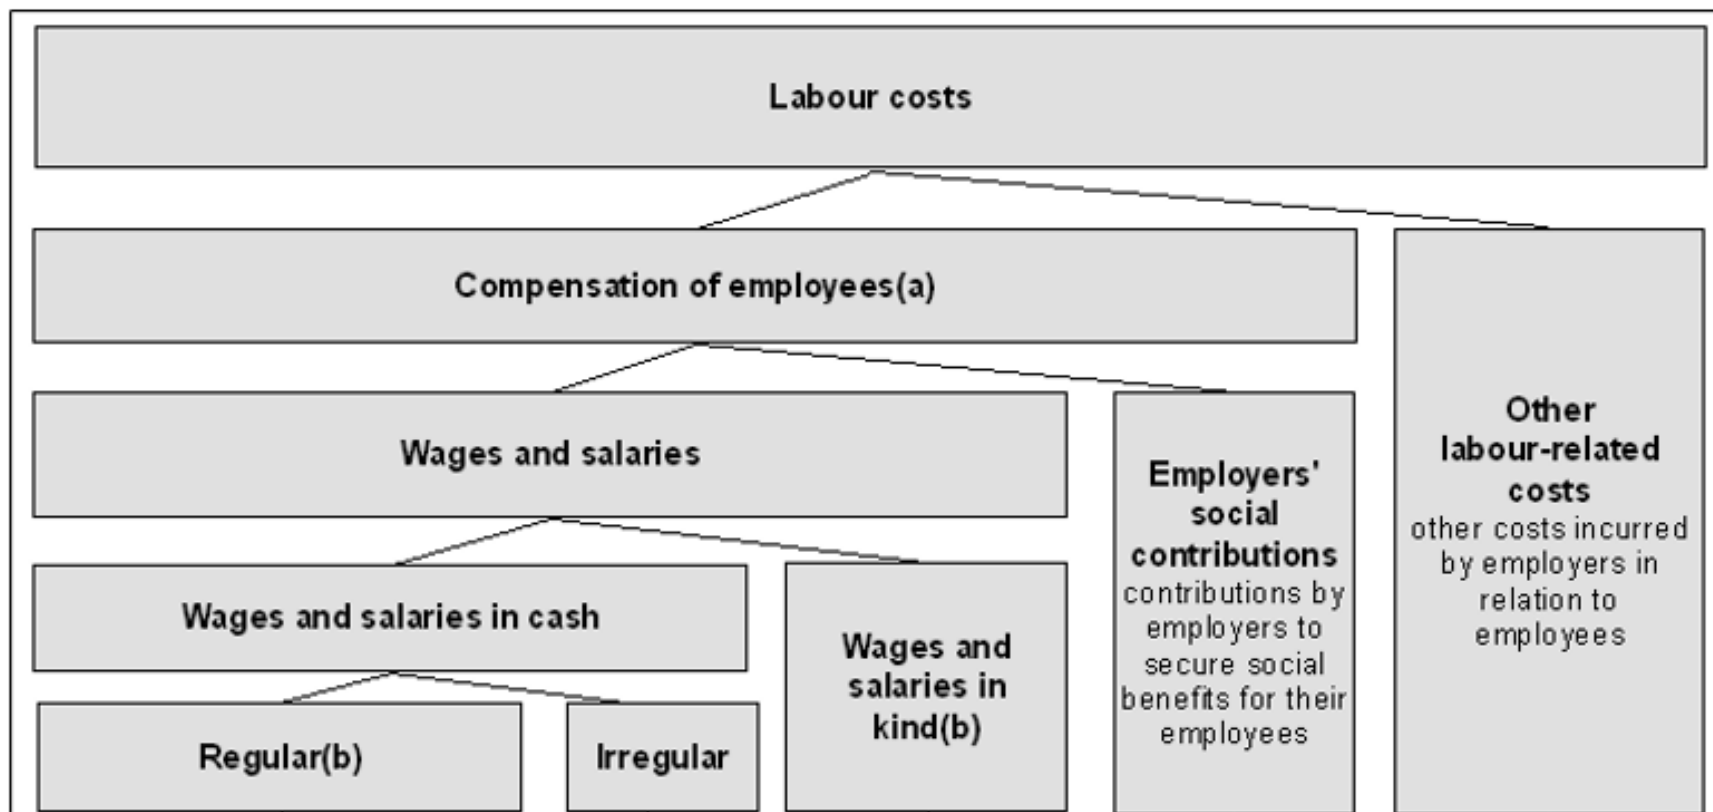 Labour costs
Compensation of employees(a)
Wages and salaries
Employers'
social
contributions
contributions by
employers to
secure social
benefits for their
employees
Other
labour-related
costs
other costs incurred
by employers in
relation to
employees
Wages and salaries in cash
Wages and
salaries in
kind(b)
Regular(b)
Irregular